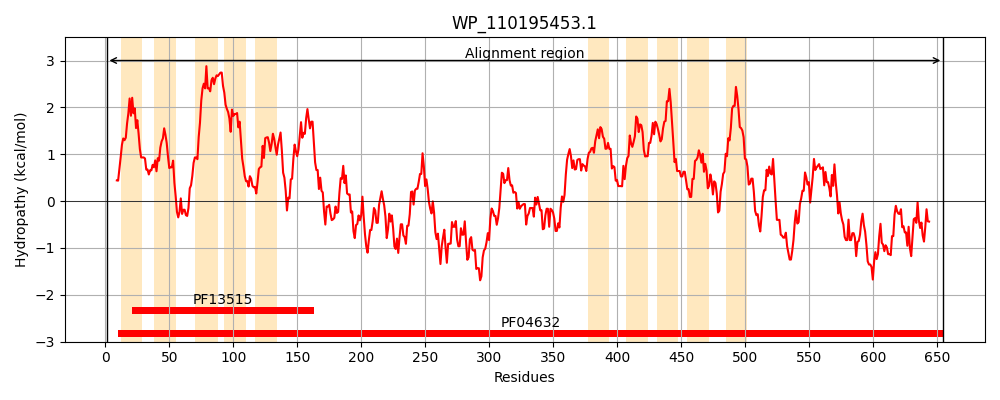 WP_110195453.1
Alignment region
3
2
1
0
−1
−2
−3
Hydropathy (kcal/mol)
PF13515
PF04632
0 50 100 150 200 250 300 350 400 450 500 550 600 650
Residues